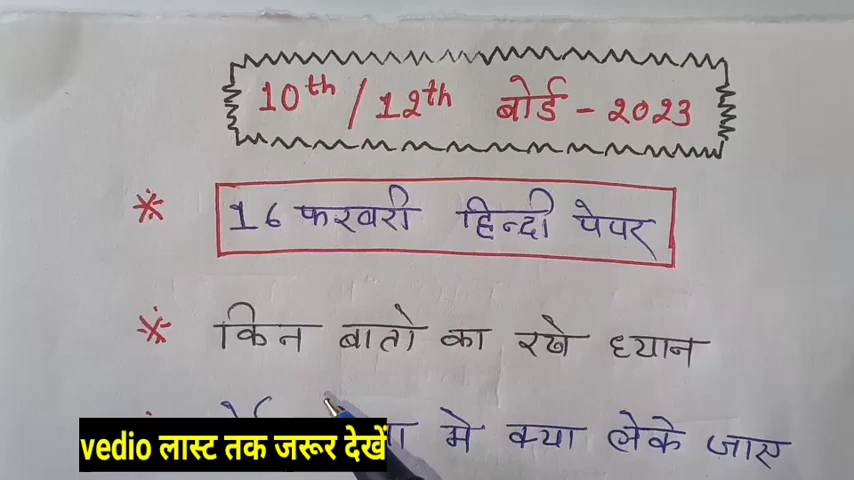 10th / 12th बोर्ड - 2023
* 16 फरवरी हिन्दी पेपर
* किन बातो का रखे ध्यान
मे क्या लेके जाए
vedio लास्ट तक जरूर देखें